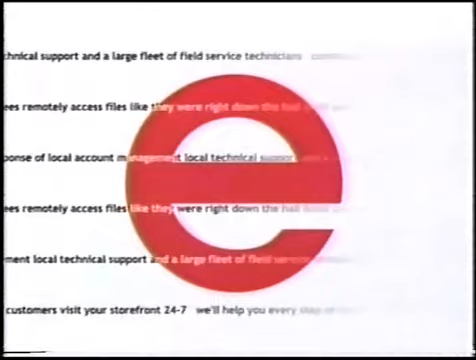 chnical support and a large fleet of field service technicians
ees remotely access files like they were right down the hall
ponse of local account management local technical support
e
ees remotely access files like they were right down the hall
ment local technical support and a large fleet of field service
customers visit your storefront 24-7 we'll help you every step of